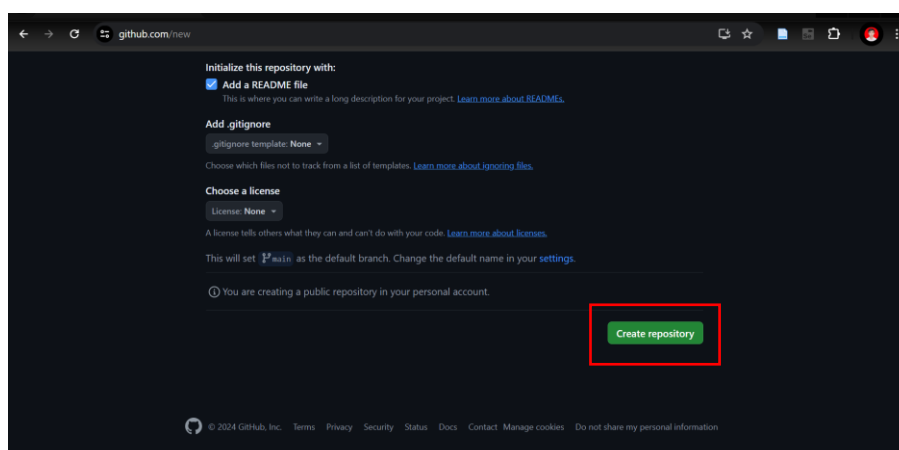 github.com/new
Initialize this repository with:
Add a README file
This is where you can write a long description for your project. Learn more about READMEs.
Add .gitignore
.gitignore template: None
Choose which files not to track from a list of templates. Learn more about ignoring files.
Choose a license
License: None
A license tells others what they can and can't do with your code. Learn more about licenses.
This will set main as the default branch. Change the default name in your settings.
You are creating a public repository in your personal account.
Create repository
© 2024 GitHub, Inc. Terms Privacy Security Status Docs Contact Manage cookies Do not share my personal information